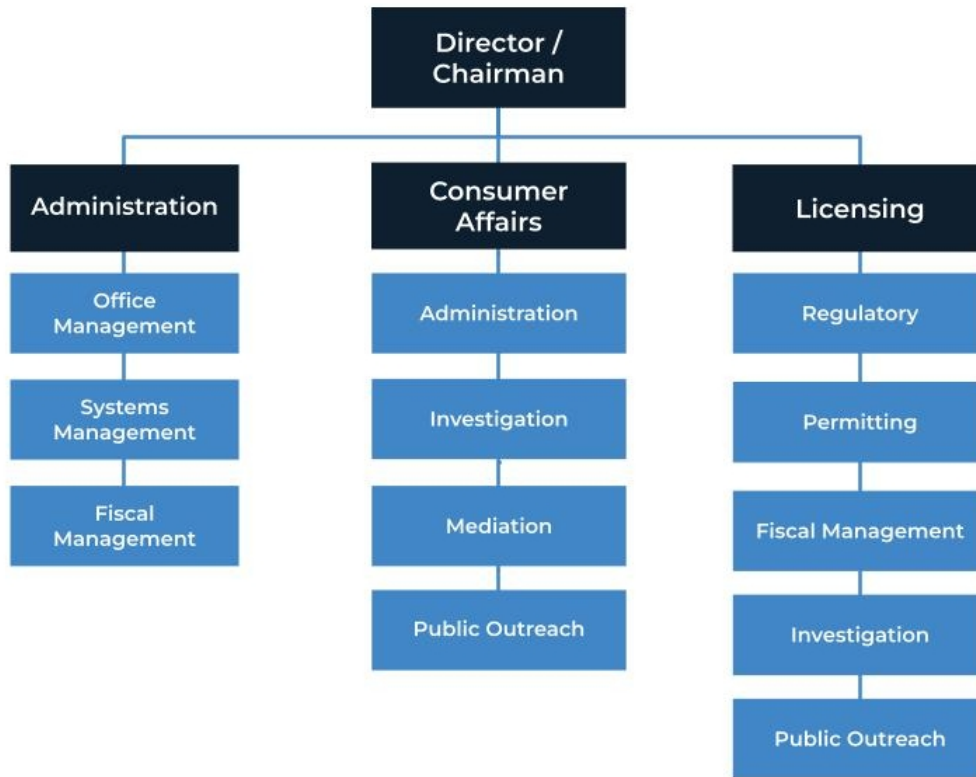 Director /
Chairman
Administration
Consumer
Affairs
Licensing
Office
Management
Systems
Management
Fiscal
Management
Administration
Investigation
Mediation
Public Outreach
Regulatory
Permitting
Fiscal Management
Investigation
Public Outreach